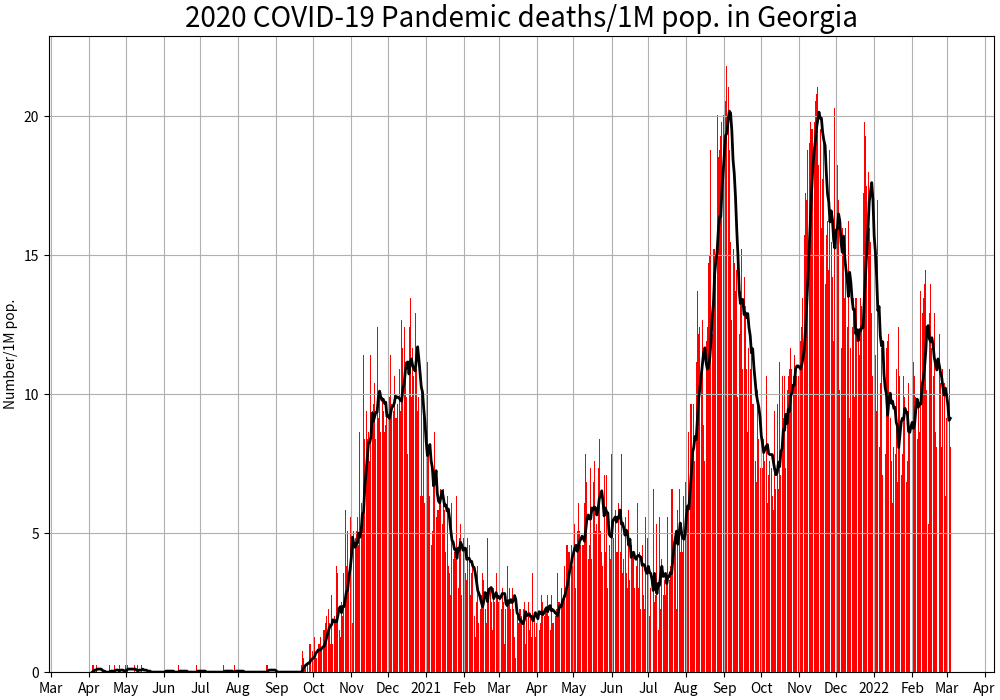 2020 COVID-19 Pandemic deaths/1M pop. in Georgia
Number/1M pop.
20
15
10
5
0
Mar Apr May Jun Jul Aug Sep Oct Nov Dec 2021 Feb Mar Apr May Jun Jul Aug Sep Oct Nov Dec 2022 Feb Mar Apr